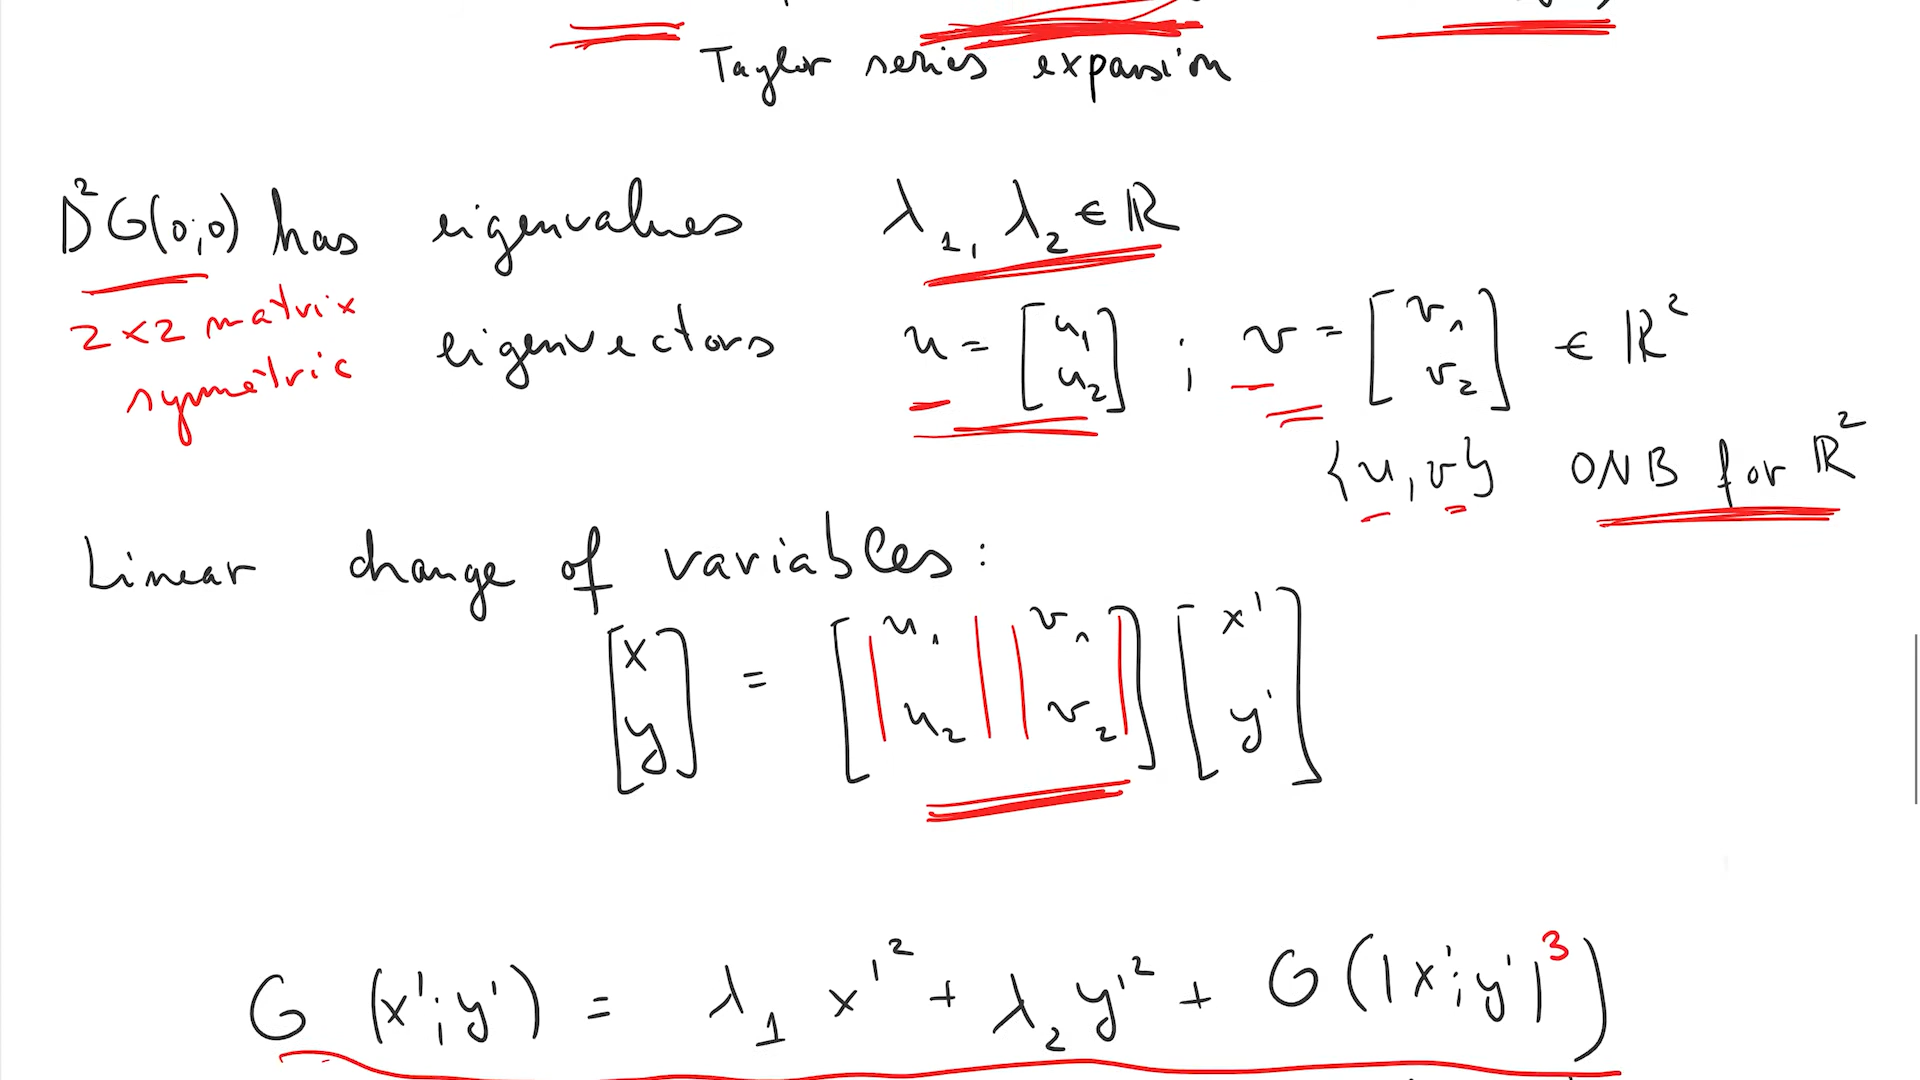 Taylor series expansion
D²G(0;0) has eigenvalues λ₁, λ₂ ∈ ℝ
2×2 matrix
symmetric
eigenvectors u = [u₁ u₂] ; v = [v₁ v₂] ∈ ℝ²
{u,v} ONB for ℝ²
Linear change of variables:
[x y] = [u₁ v₁ u₂ v₂] [x' y']
G (x';y') = λ₁ x'² + λ₂ y'² + O(|x';y'|³)